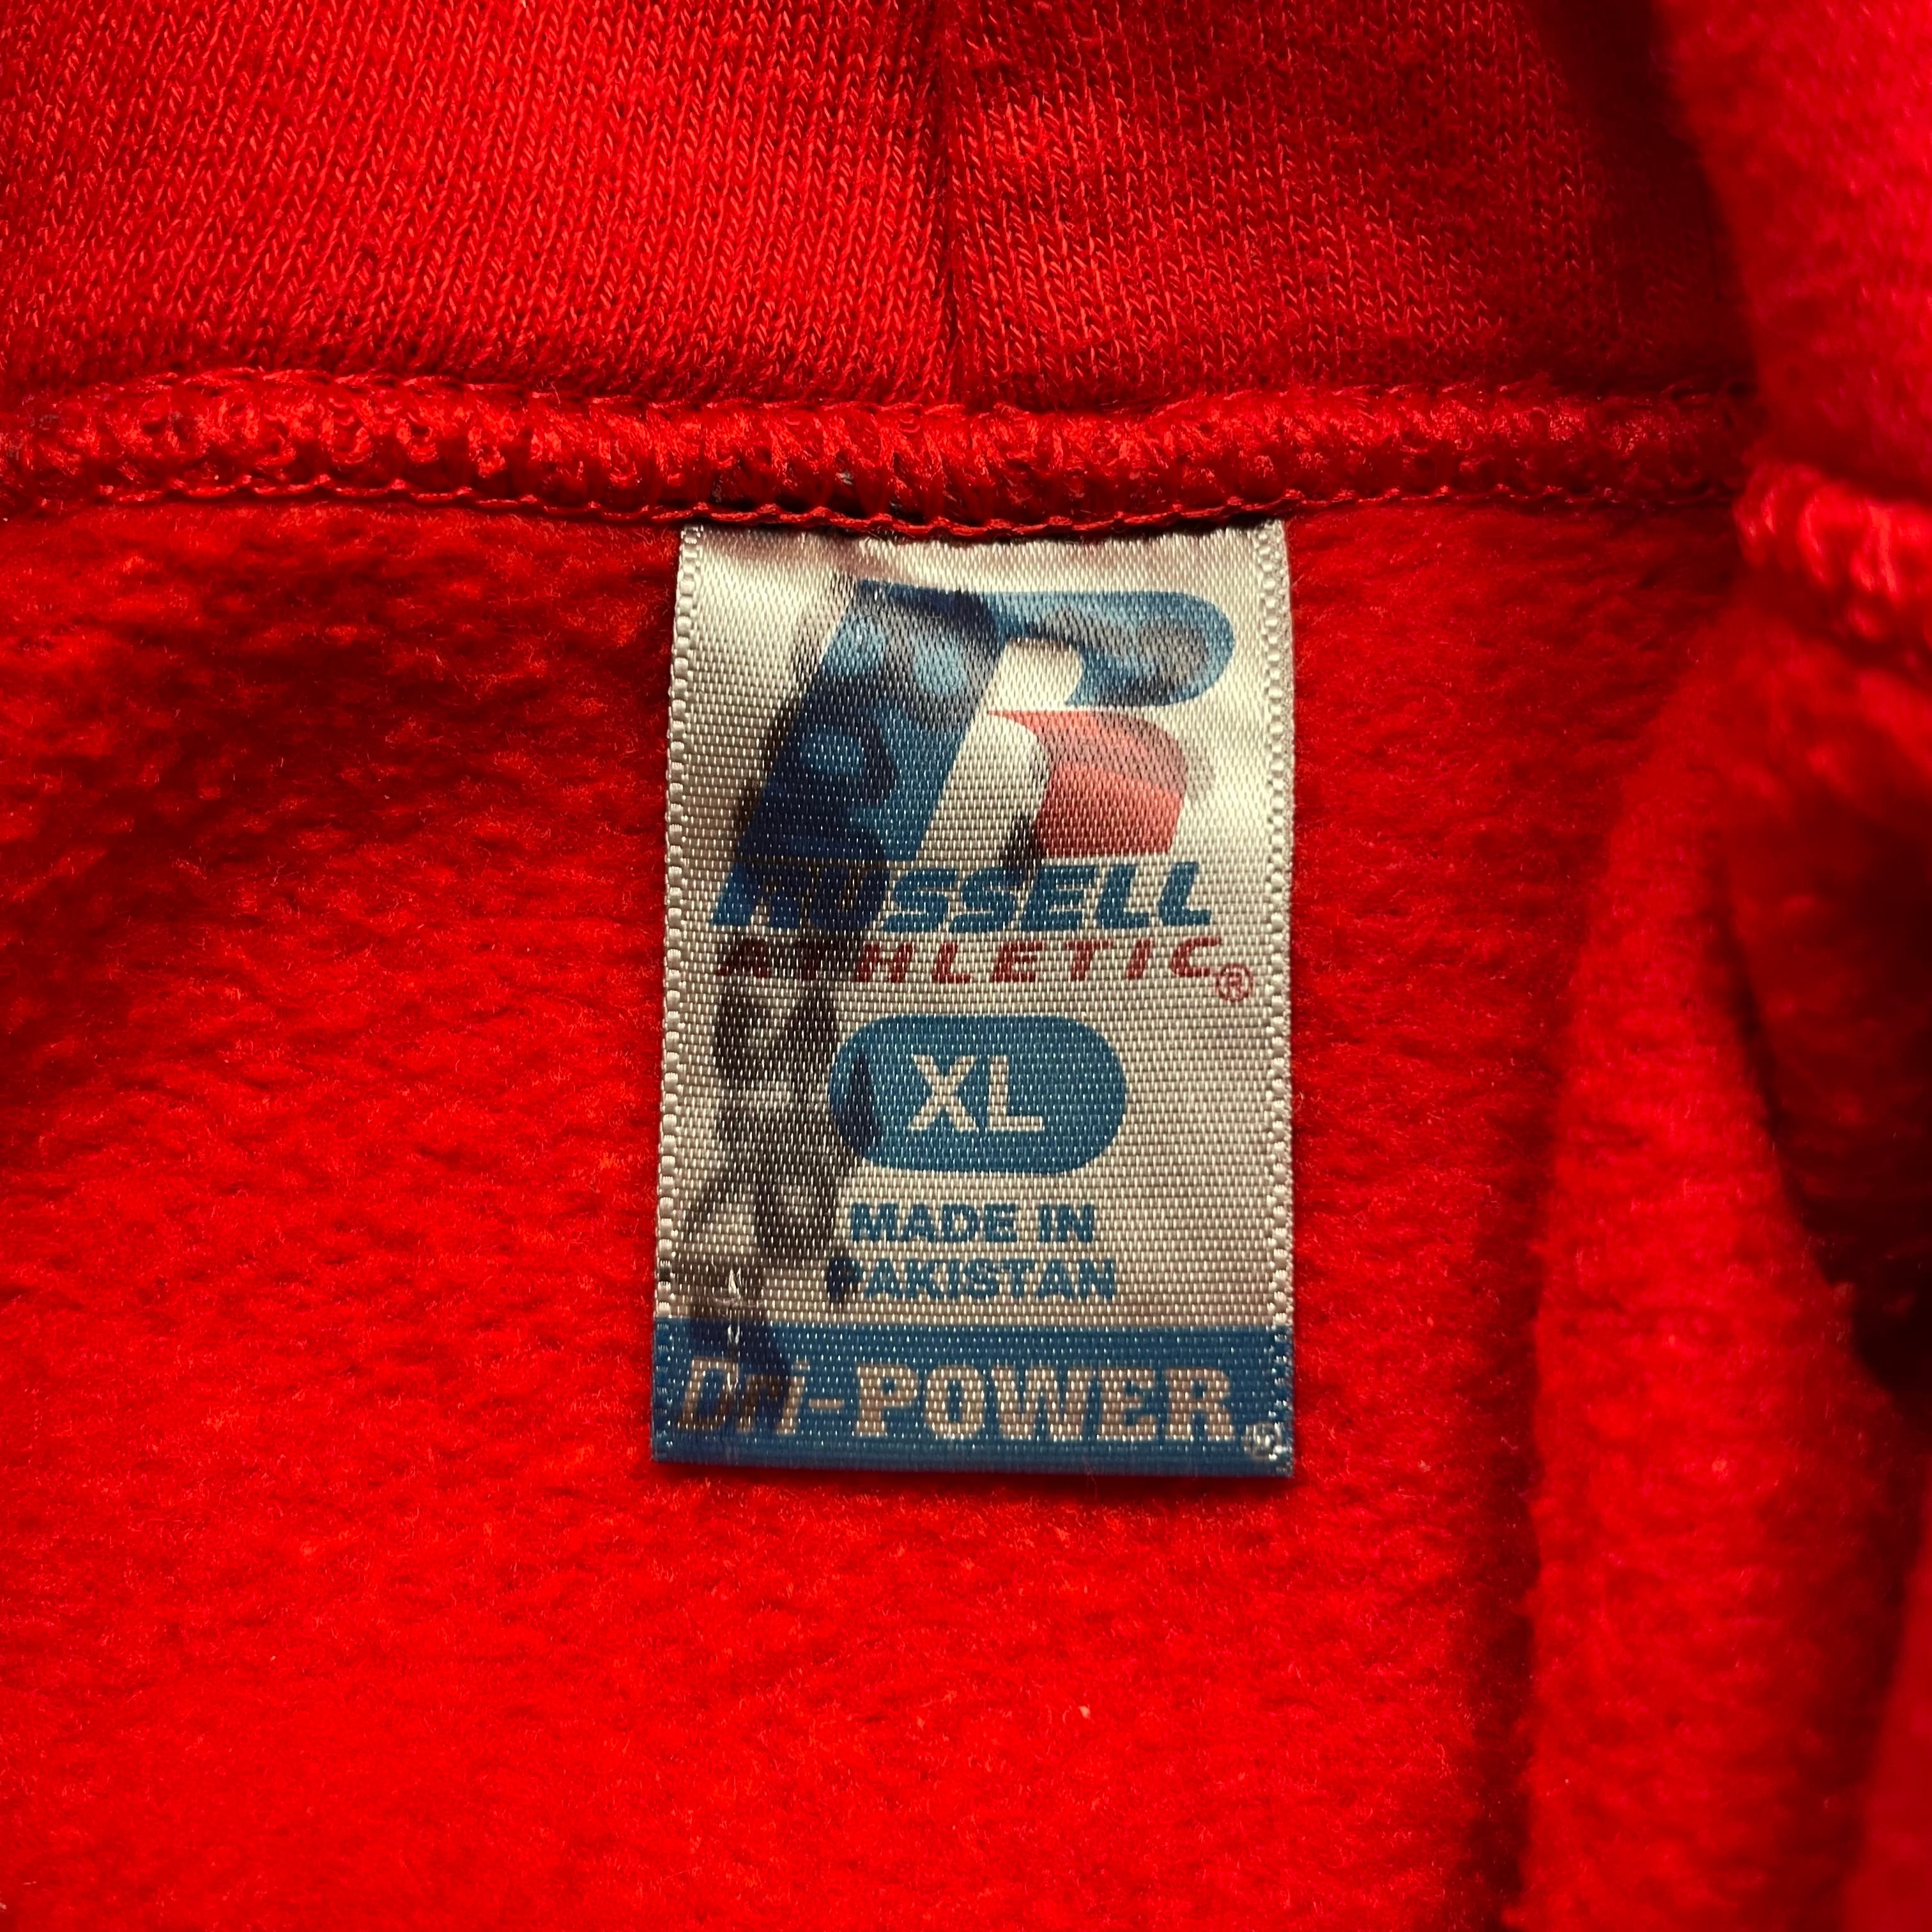 R
RUSSELL
ATHLETIC®
XL
MADE IN
PAKISTAN
Dri-POWER®